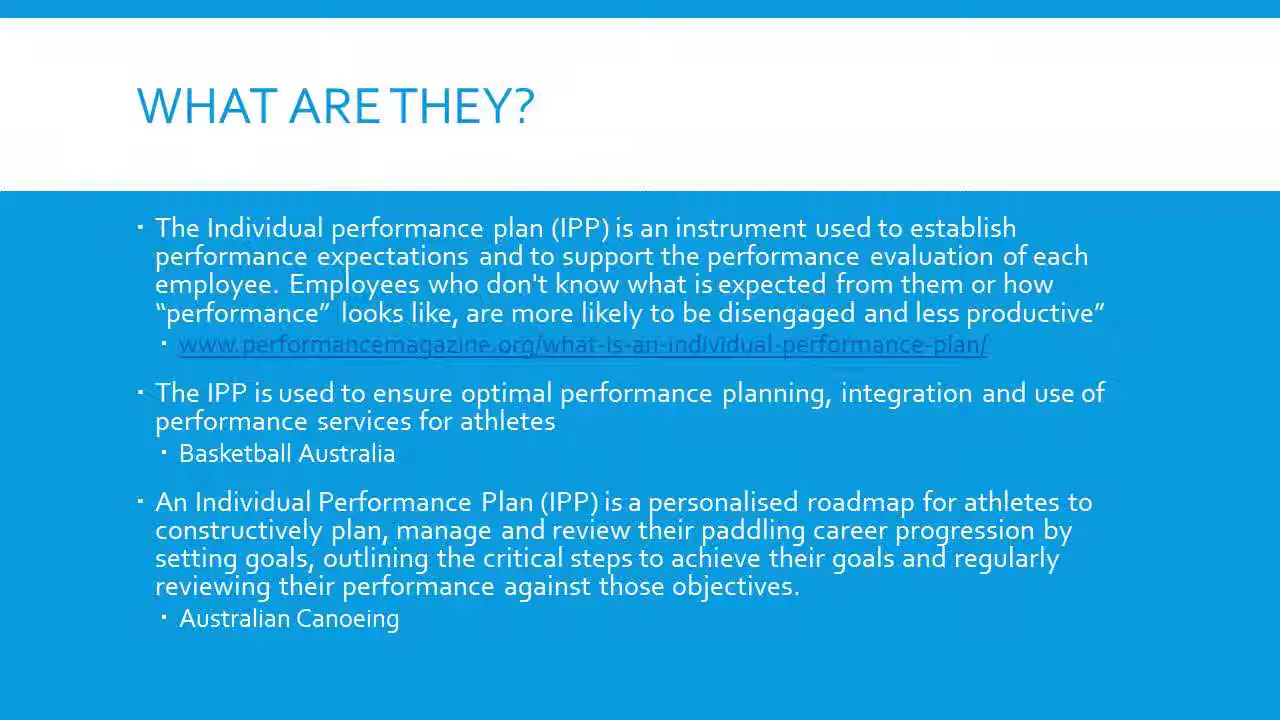 WHAT ARE THEY?
▪ The Individual performance plan (IPP) is an instrument used to establish
performance expectations and to support the performance evaluation of each
employee. Employees who don't know what is expected from them or how
“performance” looks like, are more likely to be disengaged and less productive”
▪ www.performancemagazine.org/what-is-an-individual-performance-plan/
▪ The IPP is used to ensure optimal performance planning, integration and use of
performance services for athletes
▪ Basketball Australia
▪ An Individual Performance Plan (IPP) is a personalised roadmap for athletes to
constructively plan, manage and review their paddling career progression by
setting goals, outlining the critical steps to achieve their goals and regularly
reviewing their performance against those objectives.
▪ Australian Canoeing